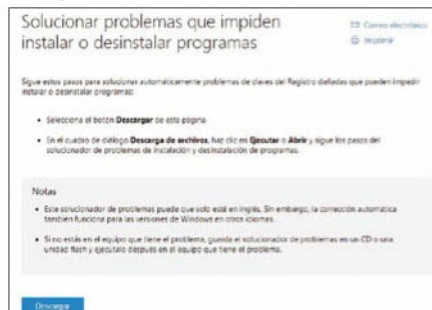 Solucionar problemas que impiden
instalar o desinstalar programas
Correo electrónico
Imprimir
Sigue estos pasos para solucionar automáticamente problemas de claves del Registro dañadas que pueden impedir
instalar o desinstalar programas:
• Selecciona el botón Descargar de esta página.
• En el cuadro de diálogo Descarga de archivos, haz clic en Ejecutar o Abrir y sigue los pasos del
solucionador de problemas de instalación y desinstalación de programas.
Notas
• Este solucionador de problemas puede que solo esté en inglés. Sin embargo, la corrección automática
también funciona para las versiones de Windows en otros idiomas.
• Si no estás en el equipo que tiene el problema, guarda el solucionador de problemas en un CD o una
unidad flash y ejecútalo después en el equipo que tiene el problema.
Descargar